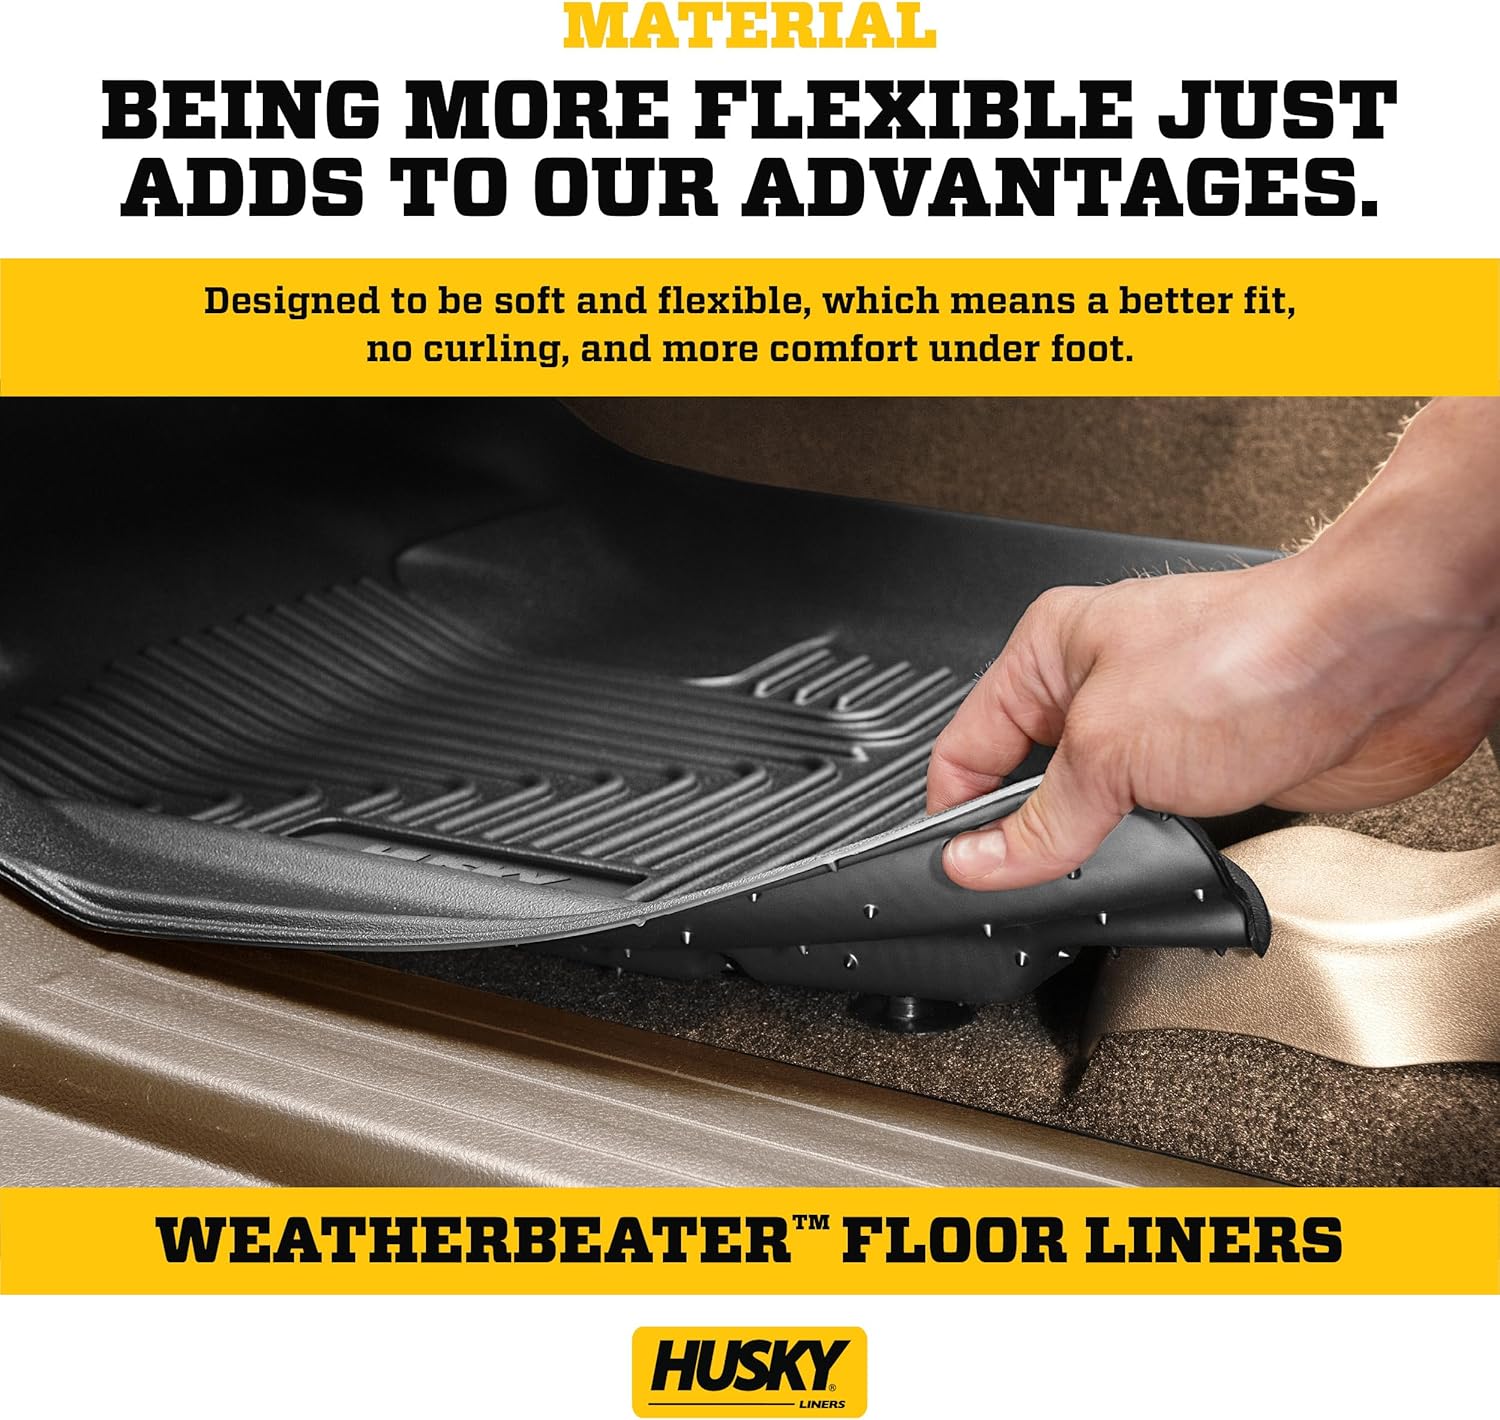 MATERIAL
BEING MORE FLEXIBLE JUST
ADDS TO OUR ADVANTAGES.
Designed to be soft and flexible, which means a better fit,
no curling, and more comfort under foot.
HUSKY
WEATHERBEATER™ FLOOR LINERS
HUSKY®
LINERS